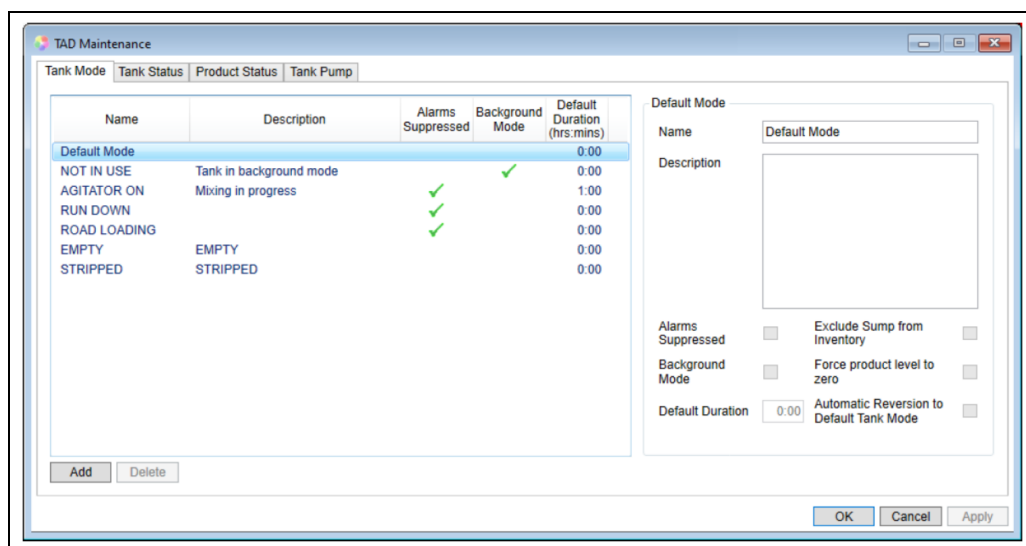 TAD Maintenance
Tank Mode Tank Status Product Status Tank Pump
Name Description Alarms Suppressed Background Mode Default Duration (hrs:mins)
Default Mode 0:00
NOT IN USE Tank in background mode 0:00
AGITATOR ON Mixing in progress 1:00
RUN DOWN 0:00
ROAD LOADING 0:00
EMPTY EMPTY 0:00
STRIPPED STRIPPED 0:00
Add Delete
Default Mode
Name Default Mode
Description
Alarms Suppressed Exclude Sump from Inventory
Background Mode Force product level to zero
Default Duration 0:00 Automatic Reversion to Default Tank Mode
OK Cancel Apply